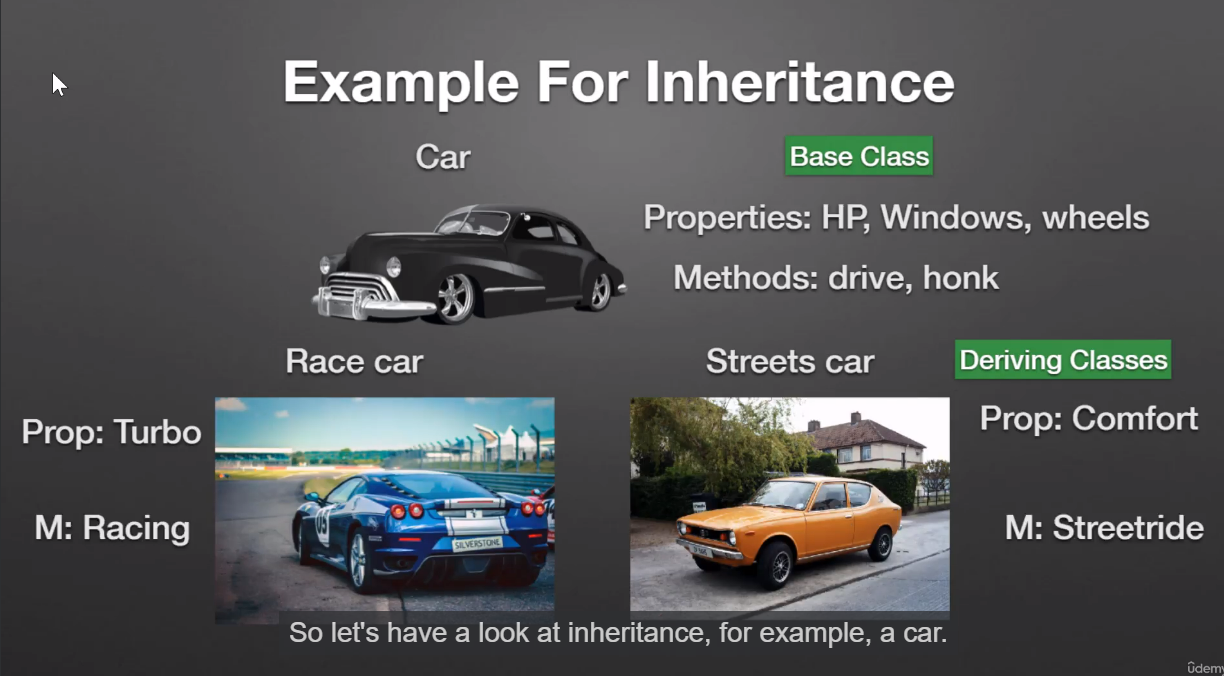 Example For Inheritance
Car
Base Class
Properties: HP, Windows, wheels
Methods: drive, honk
Race car
Streets car
Deriving Classes
Prop: Turbo
Prop: Comfort
M: Racing
M: Streetride
SILVERSTONE
So let's have a look at inheritance, for example, a car.
ûdemy